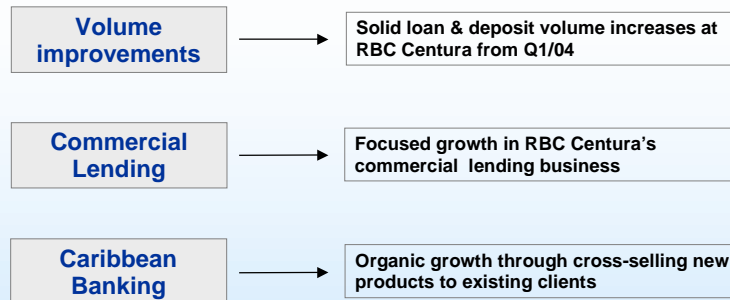 Volume
improvements
Solid loan & deposit volume increases at
RBC Centura from Q1/04
Commercial
Lending
Focused growth in RBC Centura's
commercial lending business
Caribbean
Banking
Organic growth through cross-selling new
products to existing clients